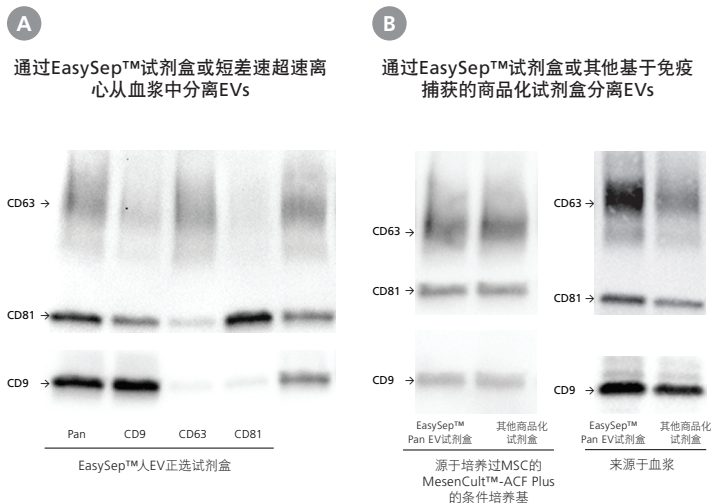 A
通过EasySep™试剂盒或短差速超速离
心从血浆中分离EVs
CD63 →
CD81 →
CD9 →
Pan CD9 CD63 CD81
EasySep™人EV正选试剂盒
B
通过EasySep™试剂盒或其他基于免疫
捕获的商品化试剂盒分离EVs
CD63 →
CD81 →
CD9 →
EasySep™
Pan EV试剂盒
其他商品化
试剂盒
源于培养过MSC的
MesenCult™-ACF Plus
的条件培养基
CD63 →
CD81 →
CD9 →
EasySep™
Pan EV试剂盒
其他商品化
试剂盒
来源于血浆